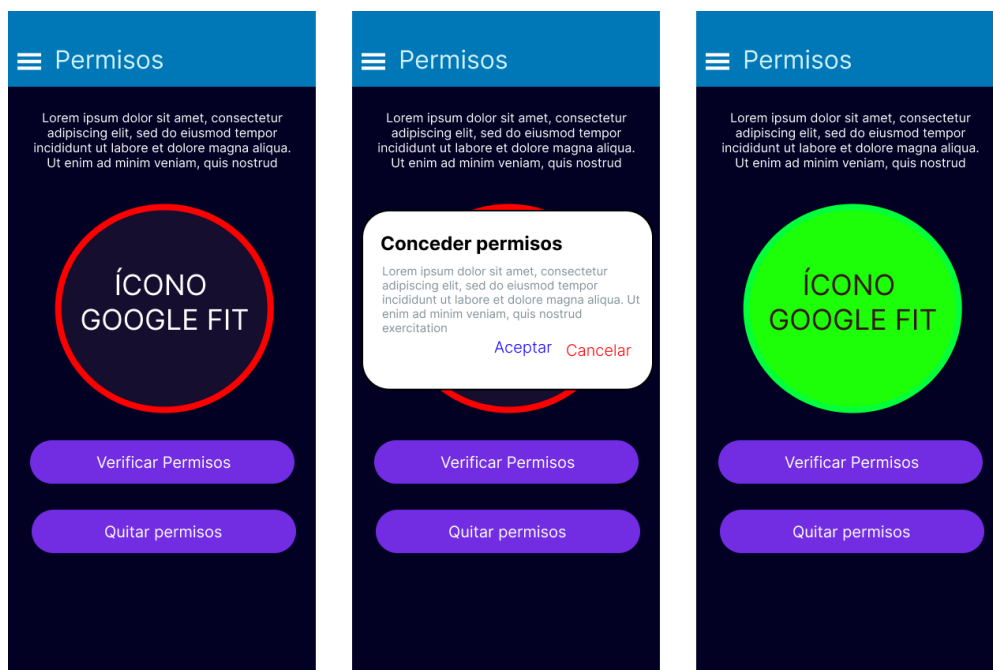 Permisos
Lorem ipsum dolor sit amet, consectetur
adipiscing elit, sed do eiusmod tempor
incididunt ut labore et dolore magna aliqua.
Ut enim ad minim veniam, quis nostrud
ÍCONO
GOOGLE FIT
Verificar Permisos
Quitar permisos
Permisos
Lorem ipsum dolor sit amet, consectetur
adipiscing elit, sed do eiusmod tempor
incididunt ut labore et dolore magna aliqua.
Ut enim ad minim veniam, quis nostrud
Conceder permisos
Lorem ipsum dolor sit amet, consectetur
adipiscing elit, sed do eiusmod tempor
incididunt ut labore et dolore magna aliqua. Ut
enim ad minim veniam, quis nostrud
exercitation
Aceptar Cancelar
Verificar Permisos
Quitar permisos
Permisos
Lorem ipsum dolor sit amet, consectetur
adipiscing elit, sed do eiusmod tempor
incididunt ut labore et dolore magna aliqua.
Ut enim ad minim veniam, quis nostrud
ÍCONO
GOOGLE FIT
Verificar Permisos
Quitar permisos